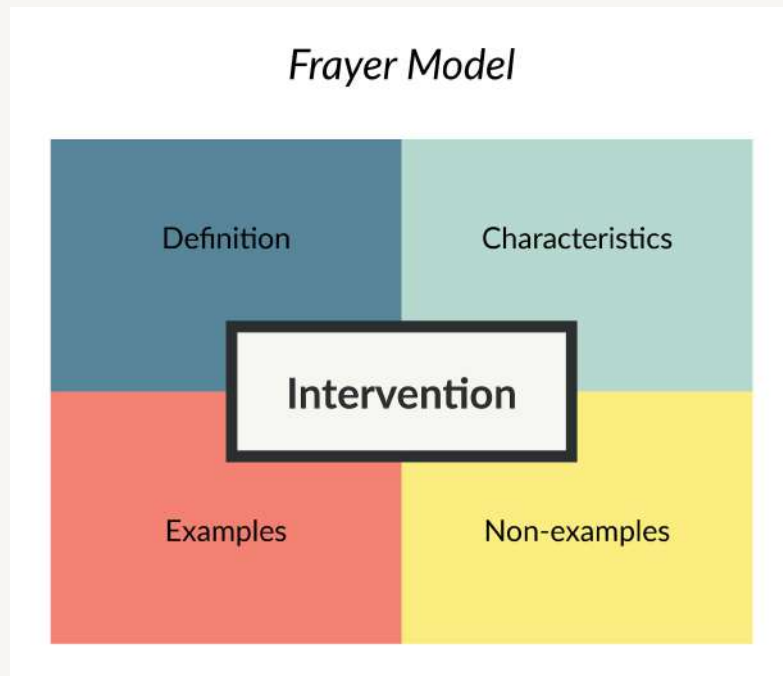 Frayer Model
Definition
Characteristics
Intervention
Examples
Non-examples